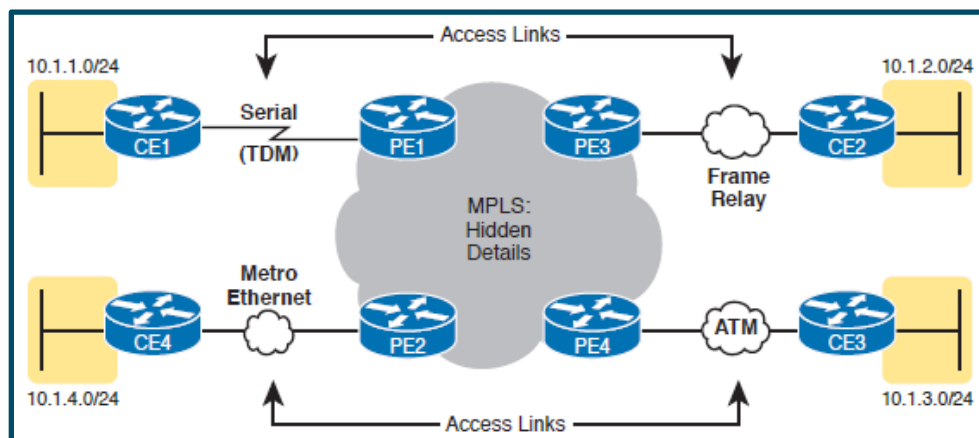 Access Links
10.1.1.0/24
10.1.2.0/24
Serial
(TDM)
CE1
PE1
PE3
CE2
Frame
Relay
MPLS:
Hidden
Details
Metro
Ethernet
CE4
PE2
PE4
ATM
CE3
10.1.4.0/24
10.1.3.0/24
Access Links